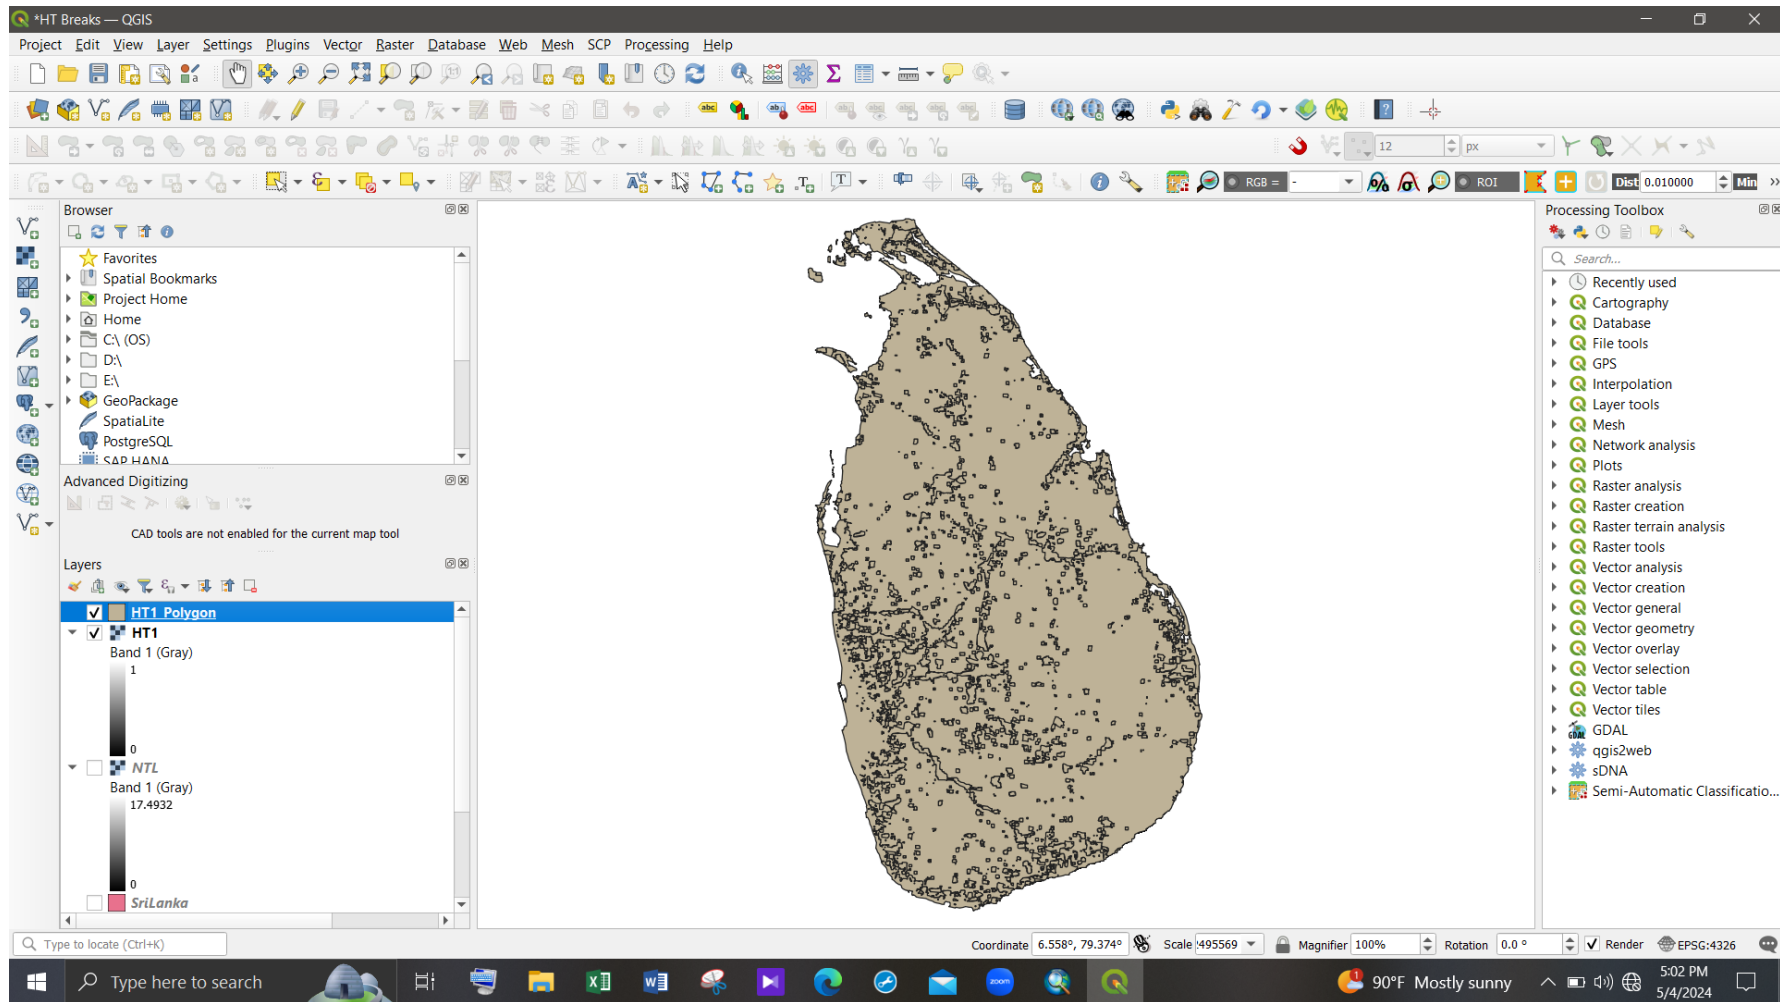 *HT Breaks — QGIS
Project Edit View Layer Settings Plugins Vector Raster Database Web Mesh SCP Processing Help
12 px
RGB = - ROI Dist 0.010000 Min
Browser
Favorites
Spatial Bookmarks
Project Home
Home
C:\ (OS)
D:\
E:\
GeoPackage
SpatiaLite
PostgreSQL
SAP HANA
Advanced Digitizing
CAD tools are not enabled for the current map tool
Layers
HT1 Polygon
HT1
Band 1 (Gray)
1
0
NTL
Band 1 (Gray)
17.4932
0
SriLanka
Processing Toolbox
Search...
Recently used
Cartography
Database
File tools
GPS
Interpolation
Layer tools
Mesh
Network analysis
Plots
Raster analysis
Raster creation
Raster terrain analysis
Raster tools
Vector analysis
Vector creation
Vector general
Vector geometry
Vector overlay
Vector selection
Vector table
Vector tiles
GDAL
qgis2web
sDNA
Semi-Automatic Classificatio...
Type to locate (Ctrl+K)
Coordinate 6.558°, 79.374° Scale 495569 Magnifier 100% Rotation 0.0 ° Render EPSG:4326
Type here to search
zoom
1
90°F Mostly sunny
5:02 PM
5/4/2024